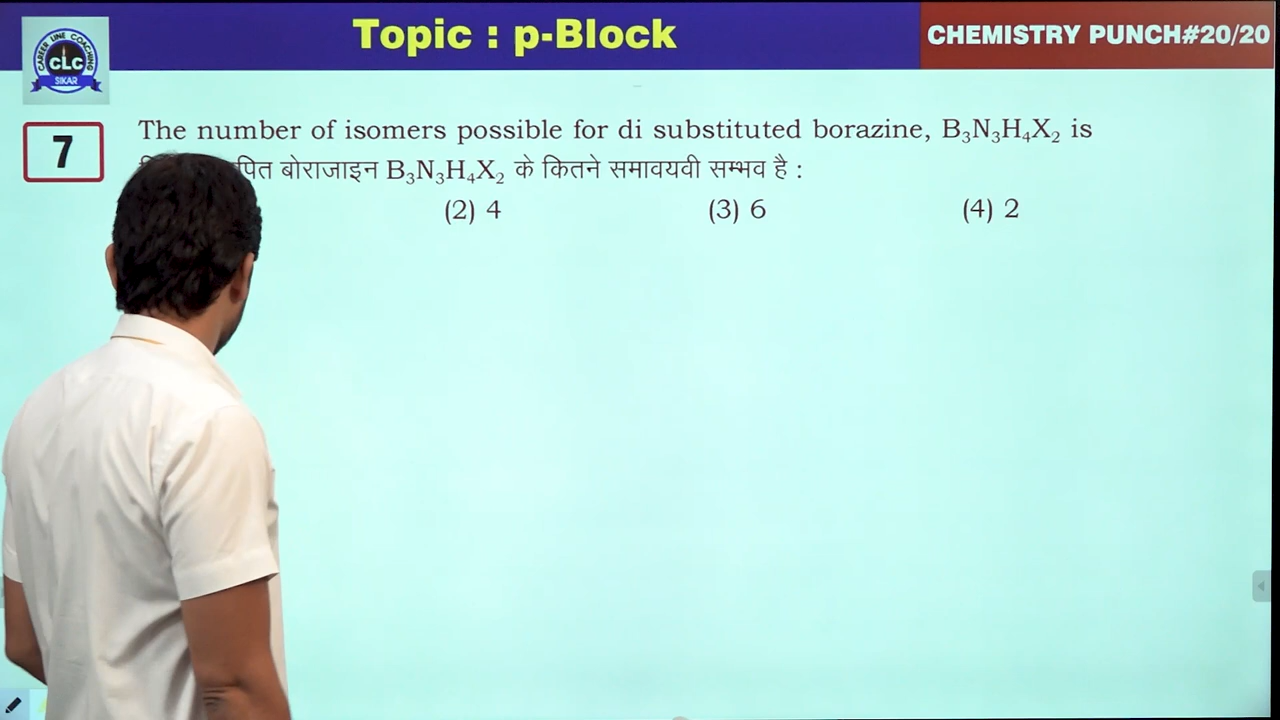 Topic : p-Block
CHEMISTRY PUNCH#20/20
CAREER LINE COACHING
CLC
SIKAR
7
The number of isomers possible for di substituted borazine, B₃N₃H₄X₂ is
बोराजाइन B₃N₃H₄X₂ के कितने समावयवी सम्भव है :
(2) 4 (3) 6 (4) 2